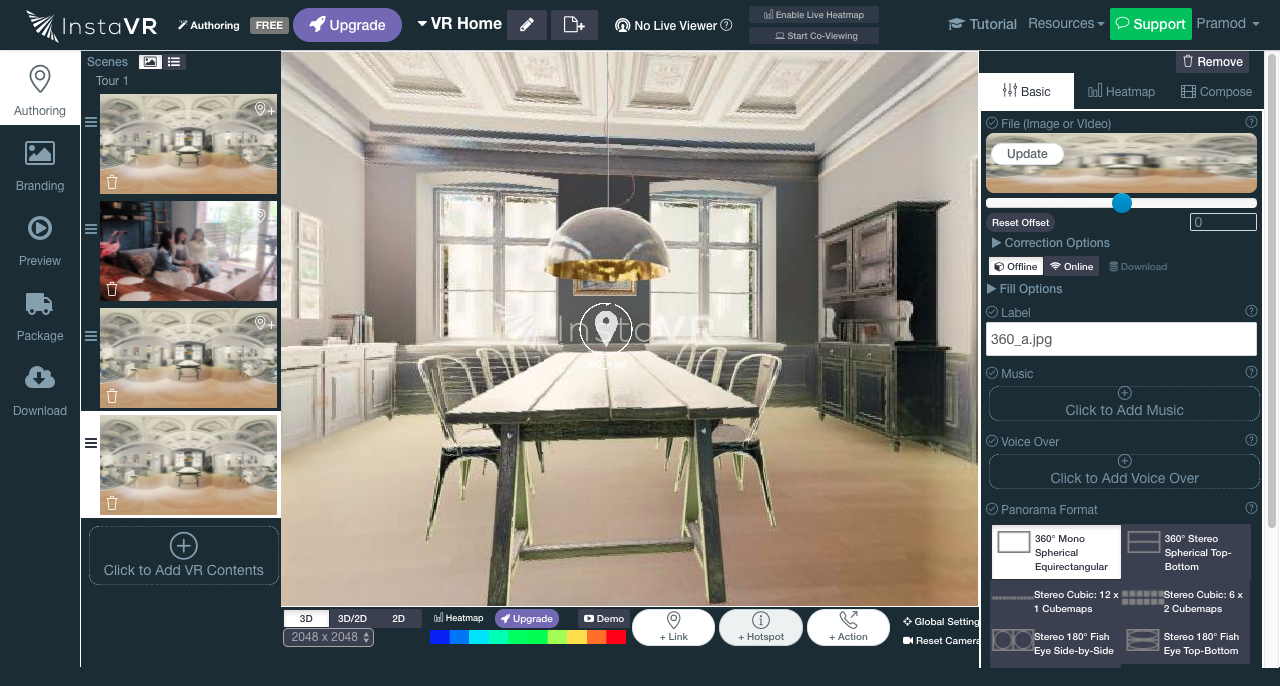 InstaVR
Authoring
FREE
Upgrade
VR Home
No Live Viewer
Enable Live Heatmap
Start Co-Viewing
Tutorial
Resources
Support
Pramod
Authoring
Branding
Preview
Package
Download
Scenes
Tour 1
Click to Add VR Contents
InstaVR
360_a.jpg
3D
3D/2D
2D
2048 x 2048
Heatmap
Upgrade
Demo
+ Link
+ Hotspot
+ Action
Global Setting
Reset Camera
Remove
Basic
Heatmap
Compose
File (Image or VIdeo)
Update
Reset Offset
0
Correction Options
Offline
Online
Download
Fill Options
Label
360_a.jpg
Music
Click to Add Music
Voice Over
Click to Add Voice Over
Panorama Format
360° Mono
Spherical
Equirectangular
360° Stereo
Spherical Top-
Bottom
Stereo Cubic: 12 x
1 Cubemaps
Stereo Cubic: 6 x
2 Cubemaps
Stereo 180° Fish
Eye Side-by-Side
Stereo 180° Fish
Eye Top-Bottom